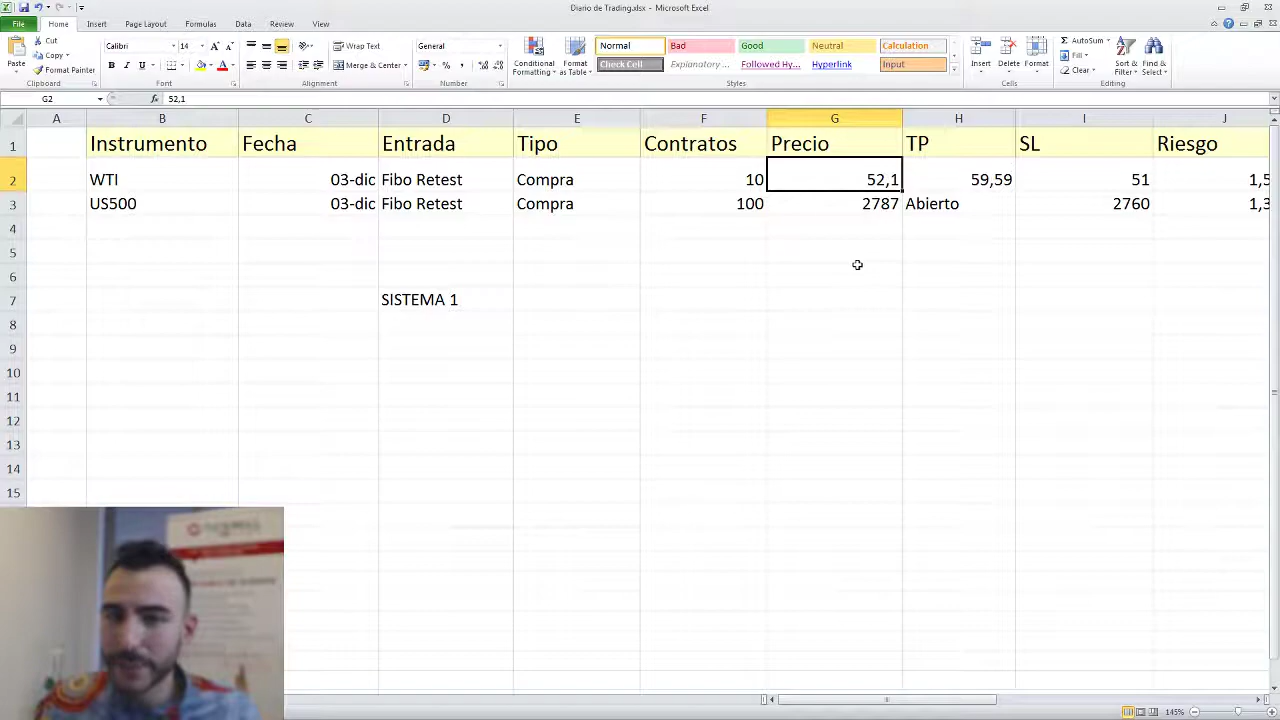 Diario de Trading.xlsx - Microsoft Excel
File Home Insert Page Layout Formulas Data Review View
Cut
Copy
Format Painter
Paste
Clipboard
Calibri 14
Font
Wrap Text
Merge & Center
Alignment
General
Number
Conditional Formatting
Format as Table
Normal Bad Good Neutral Calculation
Check Cell Explanatory ... Followed Hy... Hyperlink Input
Styles
Insert Delete Format
Cells
AutoSum
Fill
Clear
Sort & Filter
Find & Select
Editing
G2 fx 52,1
A B C D E F G H I J
1 Instrumento Fecha Entrada Tipo Contratos Precio TP SL Riesgo
2 WTI 03-dic Fibo Retest Compra 10 52,1 59,59 51 1,5
3 US500 03-dic Fibo Retest Compra 100 2787 Abierto 2760 1,3
4
5
6
7 SISTEMA 1
8
9
10
11
12
13
14
15
145%